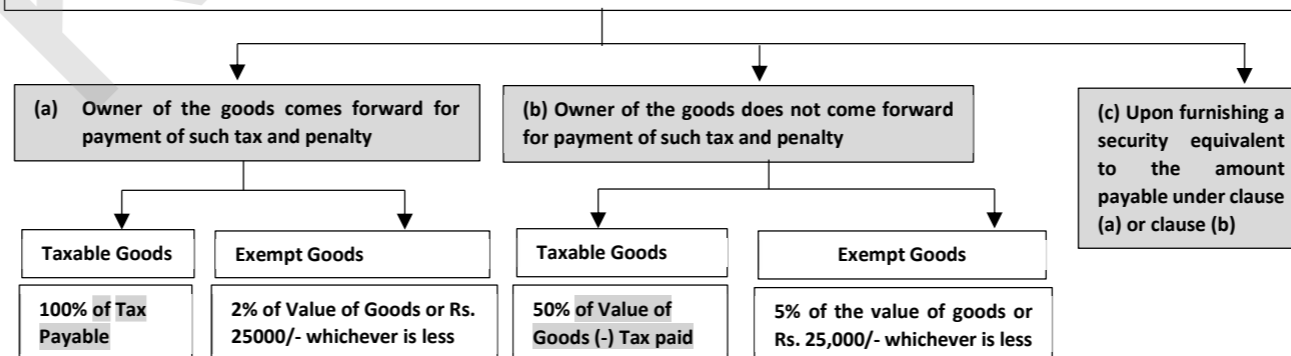 (a) Owner of the goods comes forward for
payment of such tax and penalty
(b) Owner of the goods does not come forward
for payment of such tax and penalty
(c) Upon furnishing a
security equivalent
to the amount
payable under clause
(a) or clause (b)
Taxable Goods
Exempt Goods
Taxable Goods
Exempt Goods
100% of Tax
Payable
2% of Value of Goods or Rs.
25000/- whichever is less
50% of Value of
Goods (-) Tax paid
5% of the value of goods or
Rs. 25,000/- whichever is less